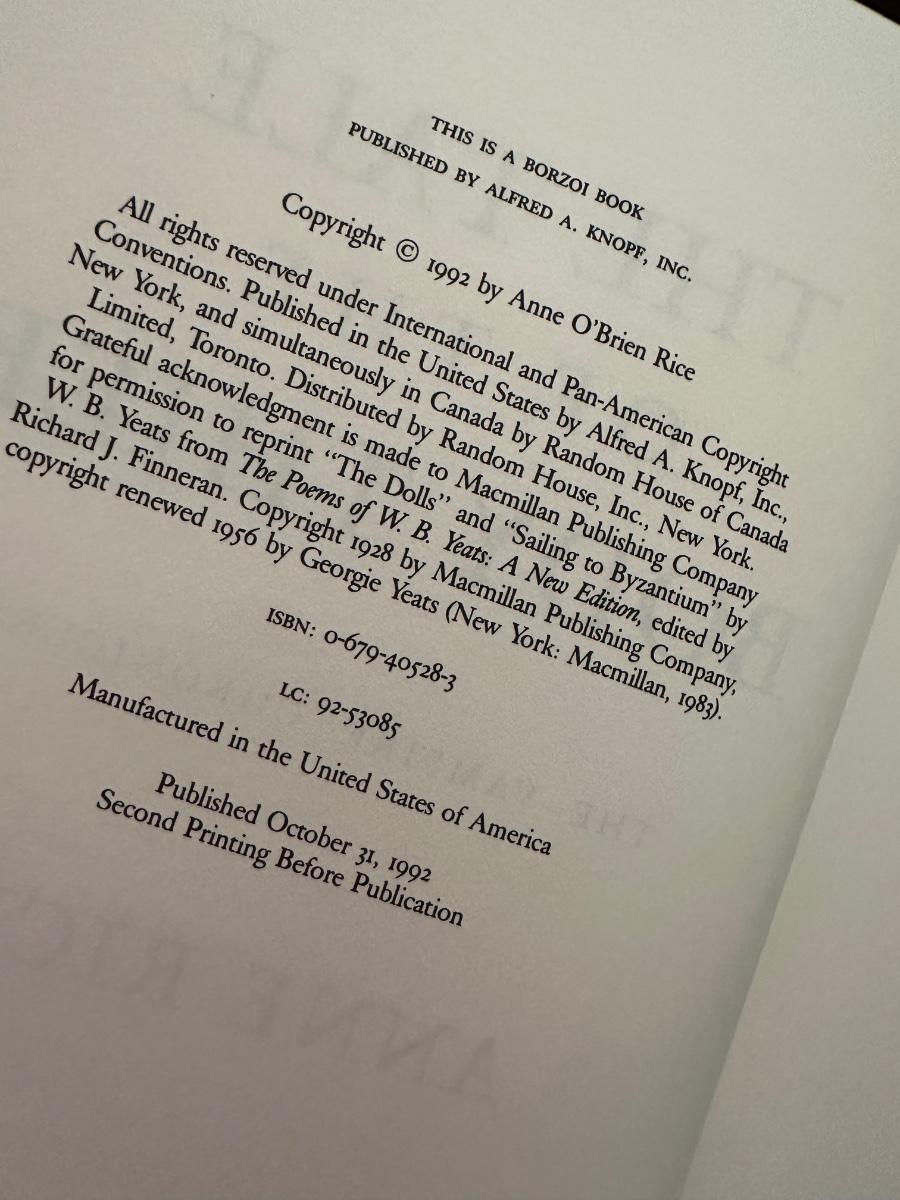 THIS IS A BORZOI BOOK
PUBLISHED BY ALFRED A. KNOPF, INC.
Copyright © 1992 by Anne O'Brien Rice
All rights reserved under International and Pan-American Copyright
Conventions. Published in the United States by Alfred A. Knopf, Inc.,
New York, and simultaneously in Canada by Random House of Canada
Limited, Toronto. Distributed by Random House, Inc., New York.
Grateful acknowledgment is made to Macmillan Publishing Company
for permission to reprint "The Dolls" and "Sailing to Byzantium" by
W. B. Yeats from The Poems of W. B. Yeats: A New Edition, edited by
Richard J. Finneran. Copyright 1928 by Macmillan Publishing Company,
copyright renewed 1956 by Georgie Yeats (New York: Macmillan, 1983).
ISBN: 0-679-40528-3
LC: 92-53085
Manufactured in the United States of America
Published October 31, 1992
Second Printing Before Publication